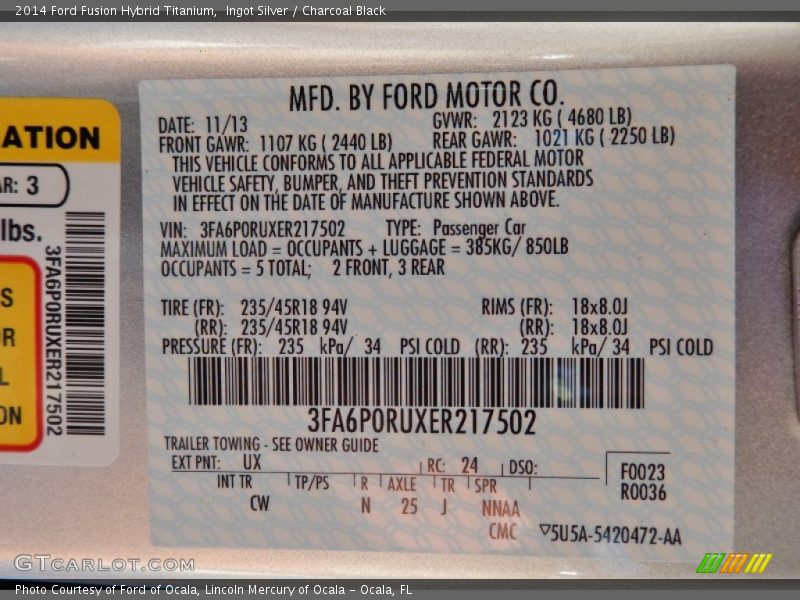 2014 Ford Fusion Hybrid Titanium,  Ingot Silver / Charcoal Black
MFD. BY FORD MOTOR CO.
DATE: 11/13
GVWR: 2123 KG ( 4680 LB)
FRONT GAWR: 1107 KG ( 2440 LB)
REAR GAWR: 1021 KG ( 2250 LB)
THIS VEHICLE CONFORMS TO ALL APPLICABLE FEDERAL MOTOR
VEHICLE SAFETY, BUMPER, AND THEFT PREVENTION STANDARDS
IN EFFECT ON THE DATE OF MANUFACTURE SHOWN ABOVE.
VIN: 3FA6P0RUXER217502 TYPE: Passenger Car
MAXIMUM LOAD = OCCUPANTS + LUGGAGE = 385KG/ 850LB
OCCUPANTS = 5 TOTAL; 2 FRONT, 3 REAR
TIRE (FR): 235/45R18 94V RIMS (FR): 18x8.0J
(RR): 235/45R18 94V (RR): 18x8.0J
PRESSURE (FR): 235 kPa/ 34 PSI COLD (RR): 235 kPa/ 34 PSI COLD
3FA6P0RUXER217502
TRAILER TOWING - SEE OWNER GUIDE
EXT PNT: UX RC: 24 DSO:
INT TR TP/PS R AXLE TR SPR
CW N 25 J NNAA
CMC
F0023
R0036
▽5U5A-5420472-AA
ATION
AR: 3
lbs.
3FA6P0RUXER217502
S
R
L
ON
GTCarLot.com
Photo Courtesy of Ford of Ocala, Lincoln Mercury of Ocala – Ocala, FL